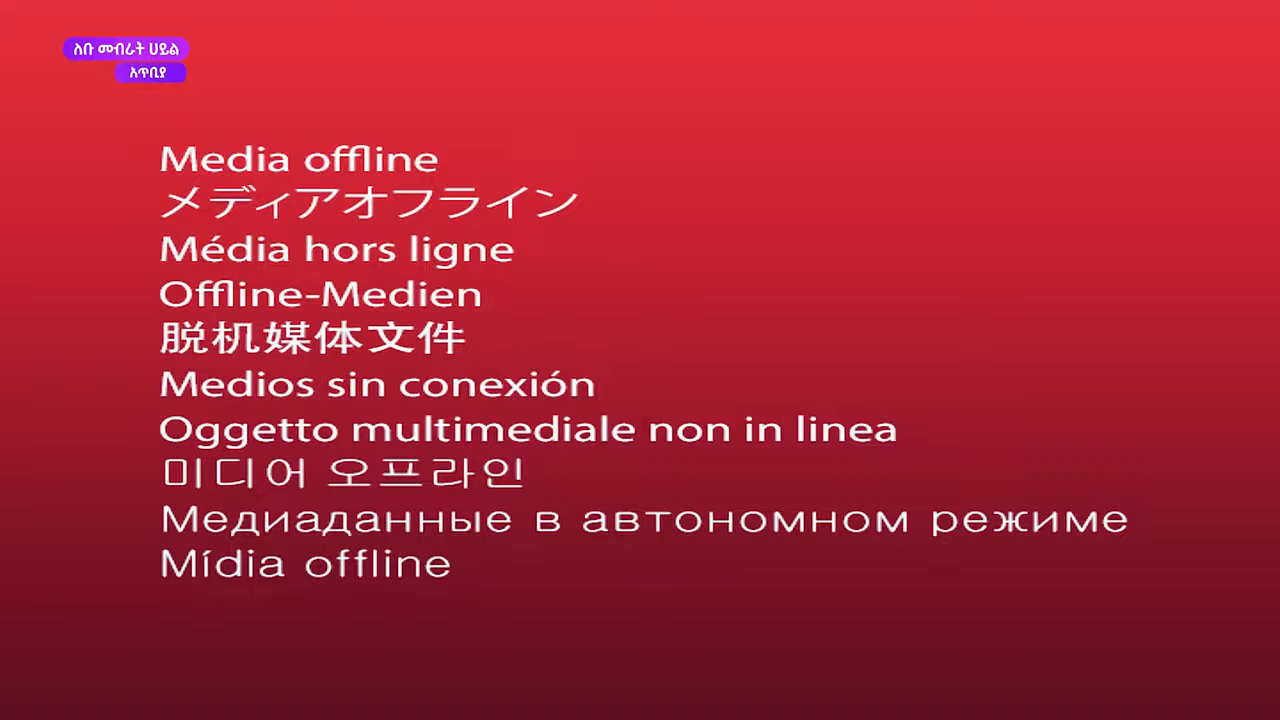 ለቡ መብራት ሀይል
አጥቢያ
Media offline
メディアオフライン
Média hors ligne
Offline-Medien
脱机媒体文件
Medios sin conexión
Oggetto multimediale non in linea
미디어 오프라인
Медиаданные в автономном режиме
Mídia offline